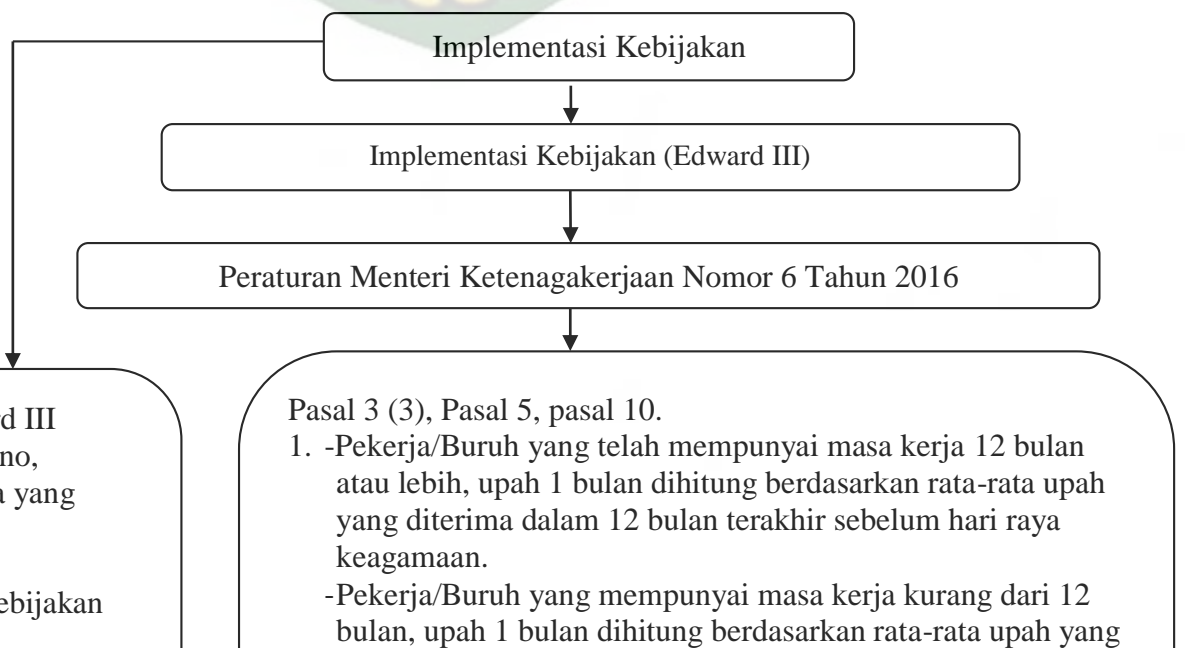 Implementasi Kebijakan
Implementasi Kebijakan (Edward III)
Peraturan Menteri Ketenagakerjaan Nomor 6 Tahun 2016
III
yang
Pasal 3 (3), Pasal 5, pasal 10.
1. -Pekerja/Buruh yang telah mempunyai masa kerja 12 bulan
atau lebih, upah 1 bulan dihitung berdasarkan rata-rata upah
yang diterima dalam 12 bulan terakhir sebelum hari raya
keagamaan.
-Pekerja/Buruh yang mempunyai masa kerja kurang dari 12
bulan, upah 1 bulan dihitung berdasarkan rata-rata upah yang